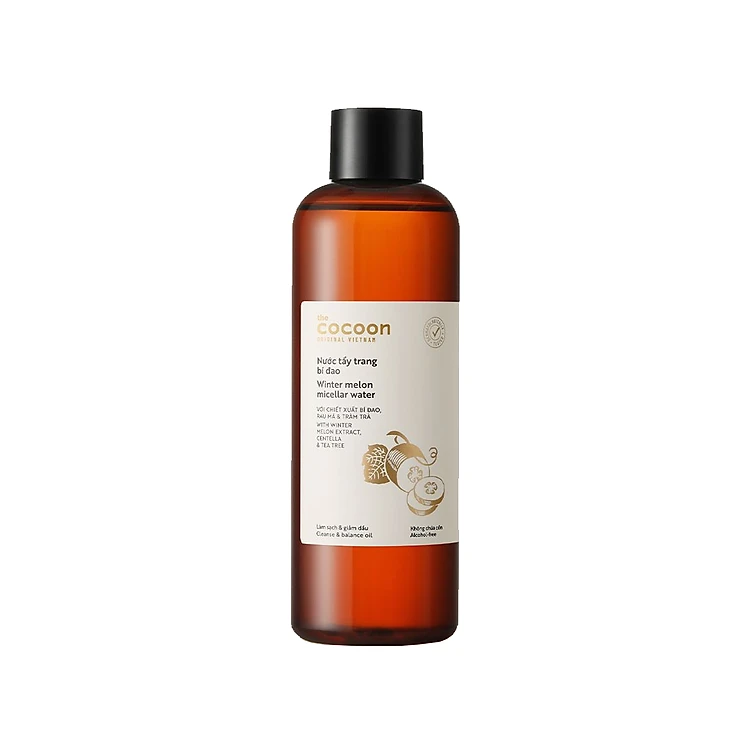 the
cocoon
ORIGINAL VIETNAM
Nước tẩy trang
bí đao
Winter melon
micellar water
VỚI CHIẾT XUẤT BÍ ĐAO,
RAU MÁ & TRÀM TRÀ
WITH WINTER
MELON EXTRACT,
CENTELLA
& TEA TREE
Làm sạch & giảm dầu
Cleanse & balance oil
Không chứa cồn
Alcohol-free